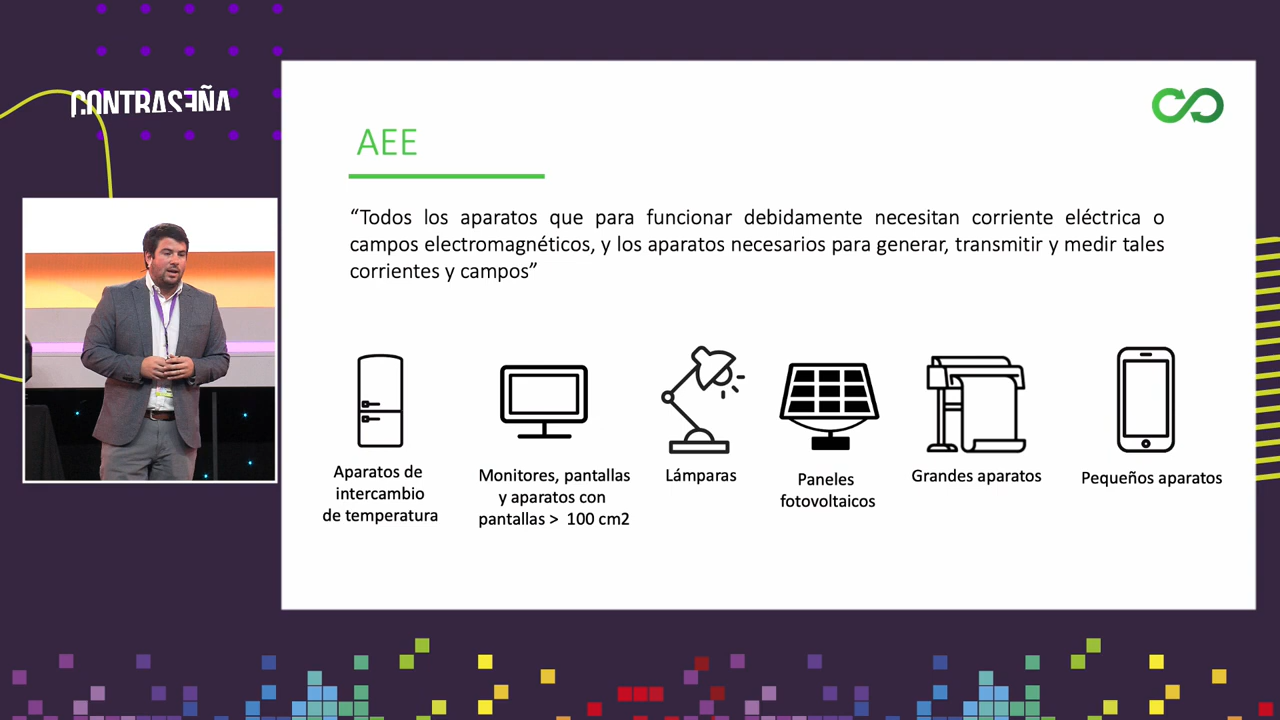 CONTRASEÑA
AEE
“Todos los aparatos que para funcionar debidamente necesitan corriente eléctrica o
campos electromagnéticos, y los aparatos necesarios para generar, transmitir y medir tales
corrientes y campos”
Aparatos de
intercambio
de temperatura
Monitores, pantallas
y aparatos con
pantallas > 100 cm2
Lámparas
Paneles
fotovoltaicos
Grandes aparatos
Pequeños aparatos